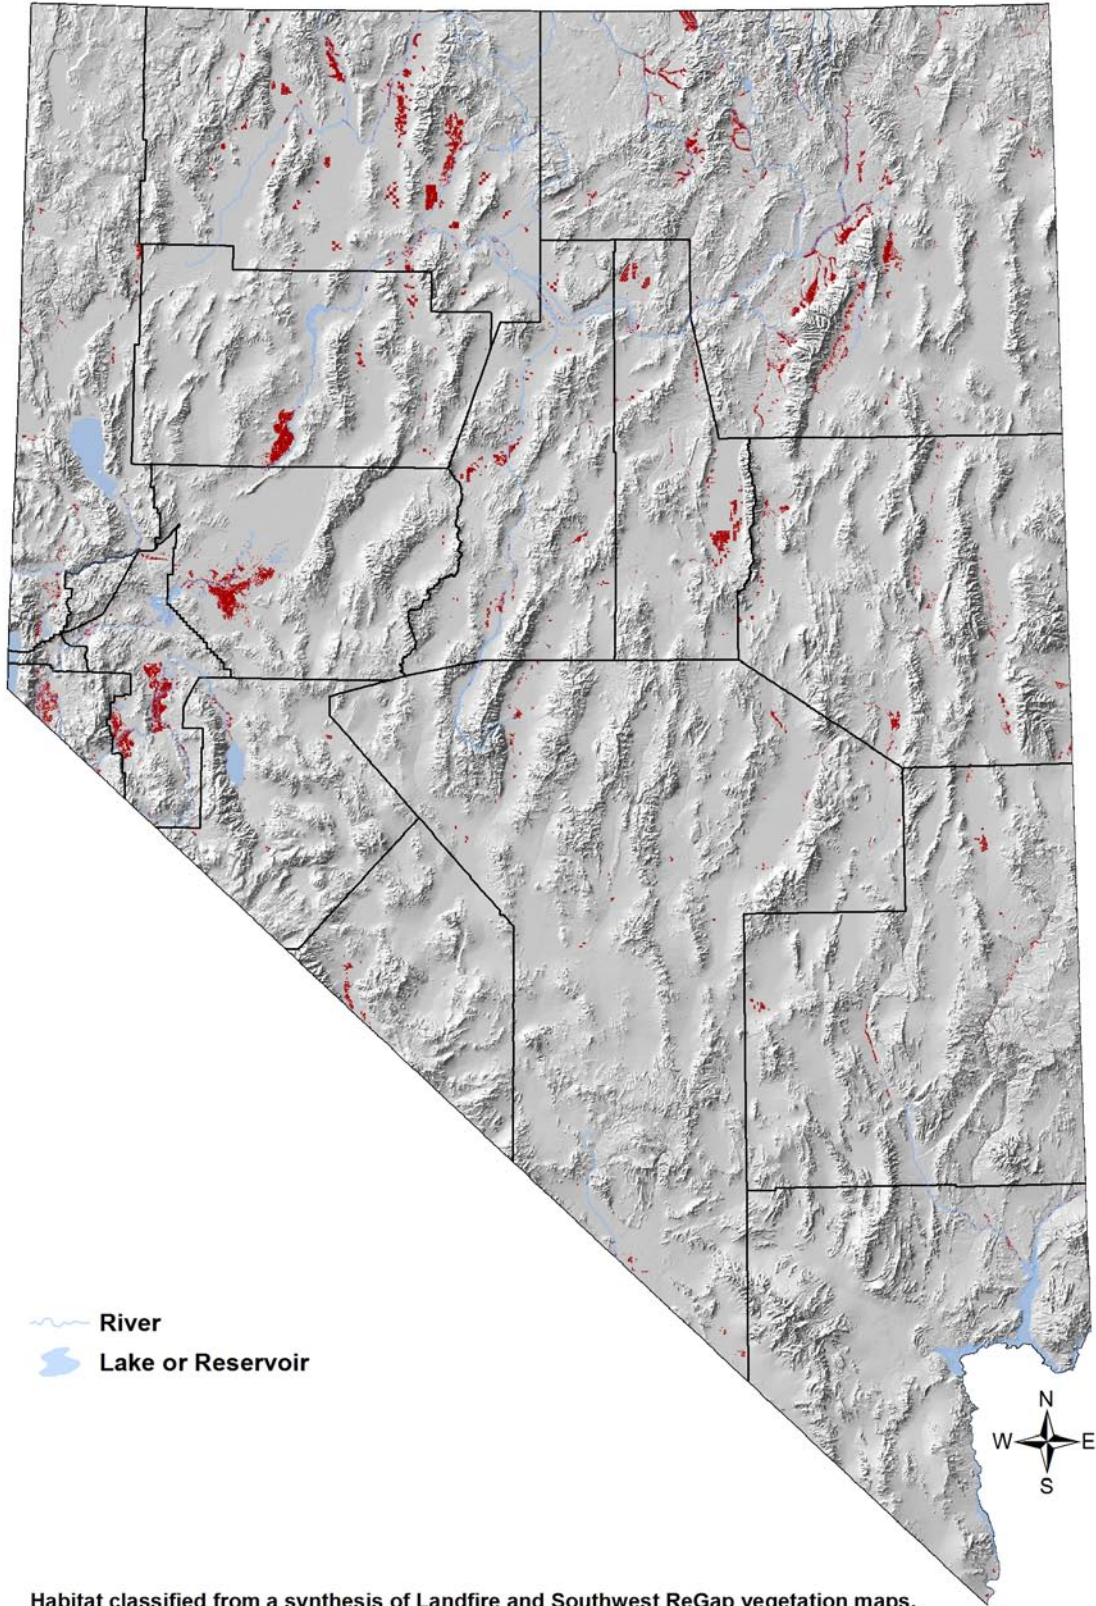 River
Lake or Reservoir
N
W E
S
Habitat classified from a synthesis of Landfire and Southwest ReGap vegetation maps.